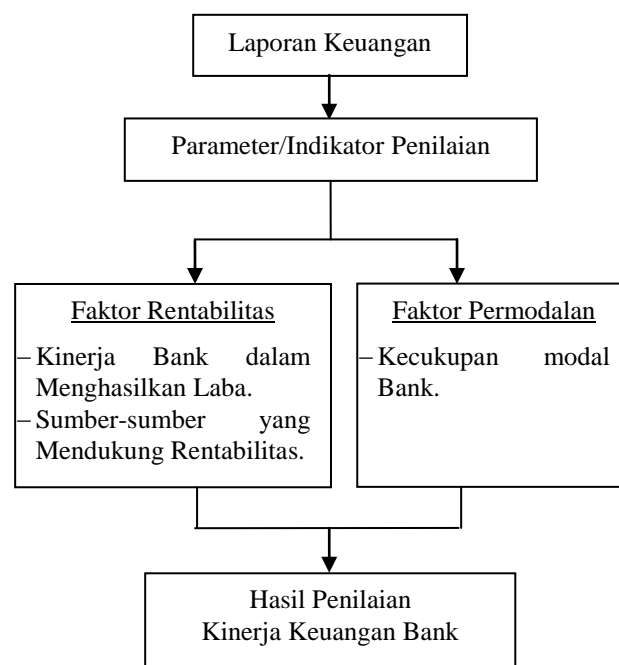 Laporan Keuangan
Parameter/Indikator Penilaian
Faktor Rentabilitas
– Kinerja Bank dalam
Menghasilkan Laba.
– Sumber-sumber yang
Mendukung Rentabilitas.
Faktor Permodalan
– Kecukupan modal
Bank.
Hasil Penilaian
Kinerja Keuangan Bank